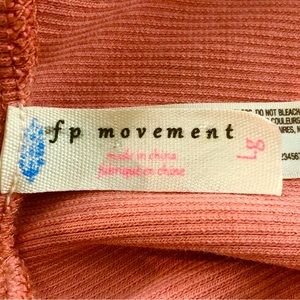 fp movement
made in china
fabriqué en chine
Lg
DO NOT BLEACH
COULEURS